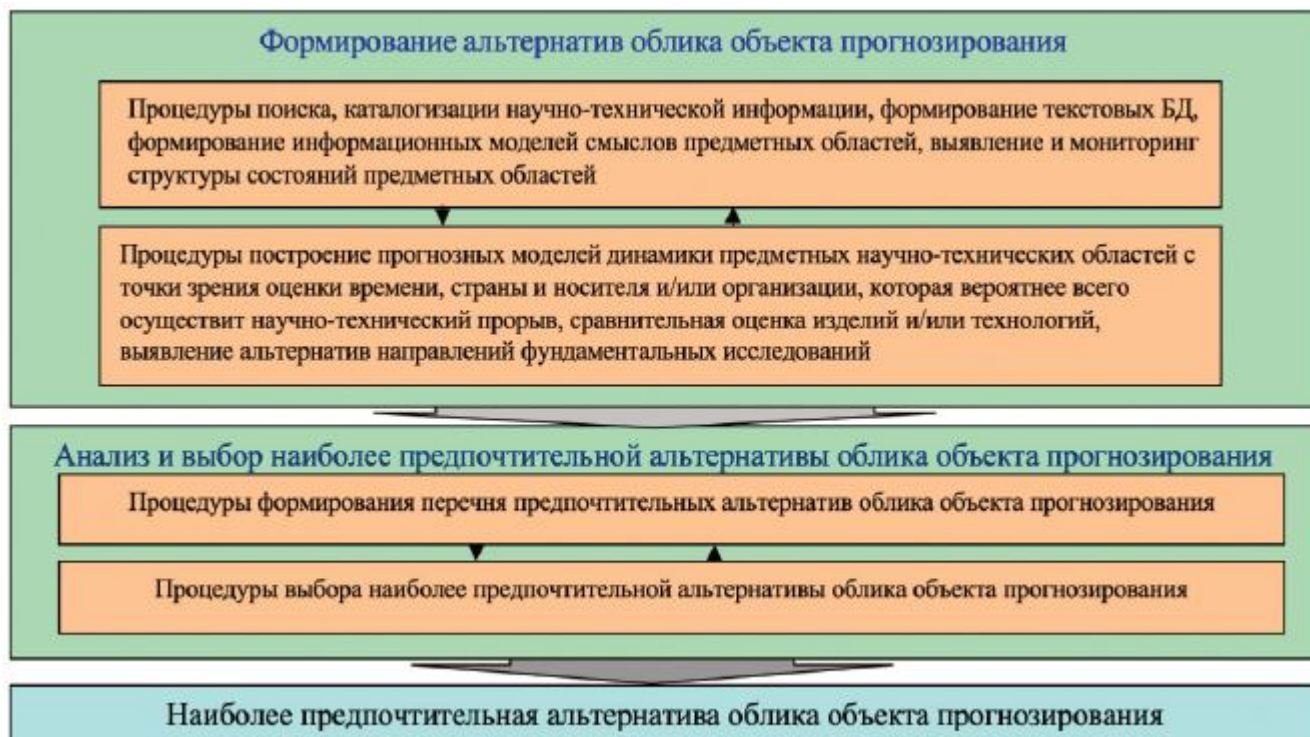 Формирование альтернатив облика объекта прогнозирования
Процедуры поиска, каталогизации научно-технической информации, формирование текстовых БД,
формирование информационных моделей смыслов предметных областей, выявление и мониторинг
структуры состояний предметных областей
Процедуры построение прогнозных моделей динамики предметных научно-технических областей с
точки зрения оценки времени, страны и носителя и/или организации, которая вероятнее всего
осуществит научно-технический прорыв, сравнительная оценка изделий и/или технологий,
выявление альтернатив направлений фундаментальных исследований
Анализ и выбор наиболее предпочтительной альтернативы облика объекта прогнозирования
Процедуры формирования перечня предпочтительных альтернатив облика объекта прогнозирования
Процедуры выбора наиболее предпочтительной альтернативы облика объекта прогнозирования
Наиболее предпочтительная альтернатива облика объекта прогнозирования